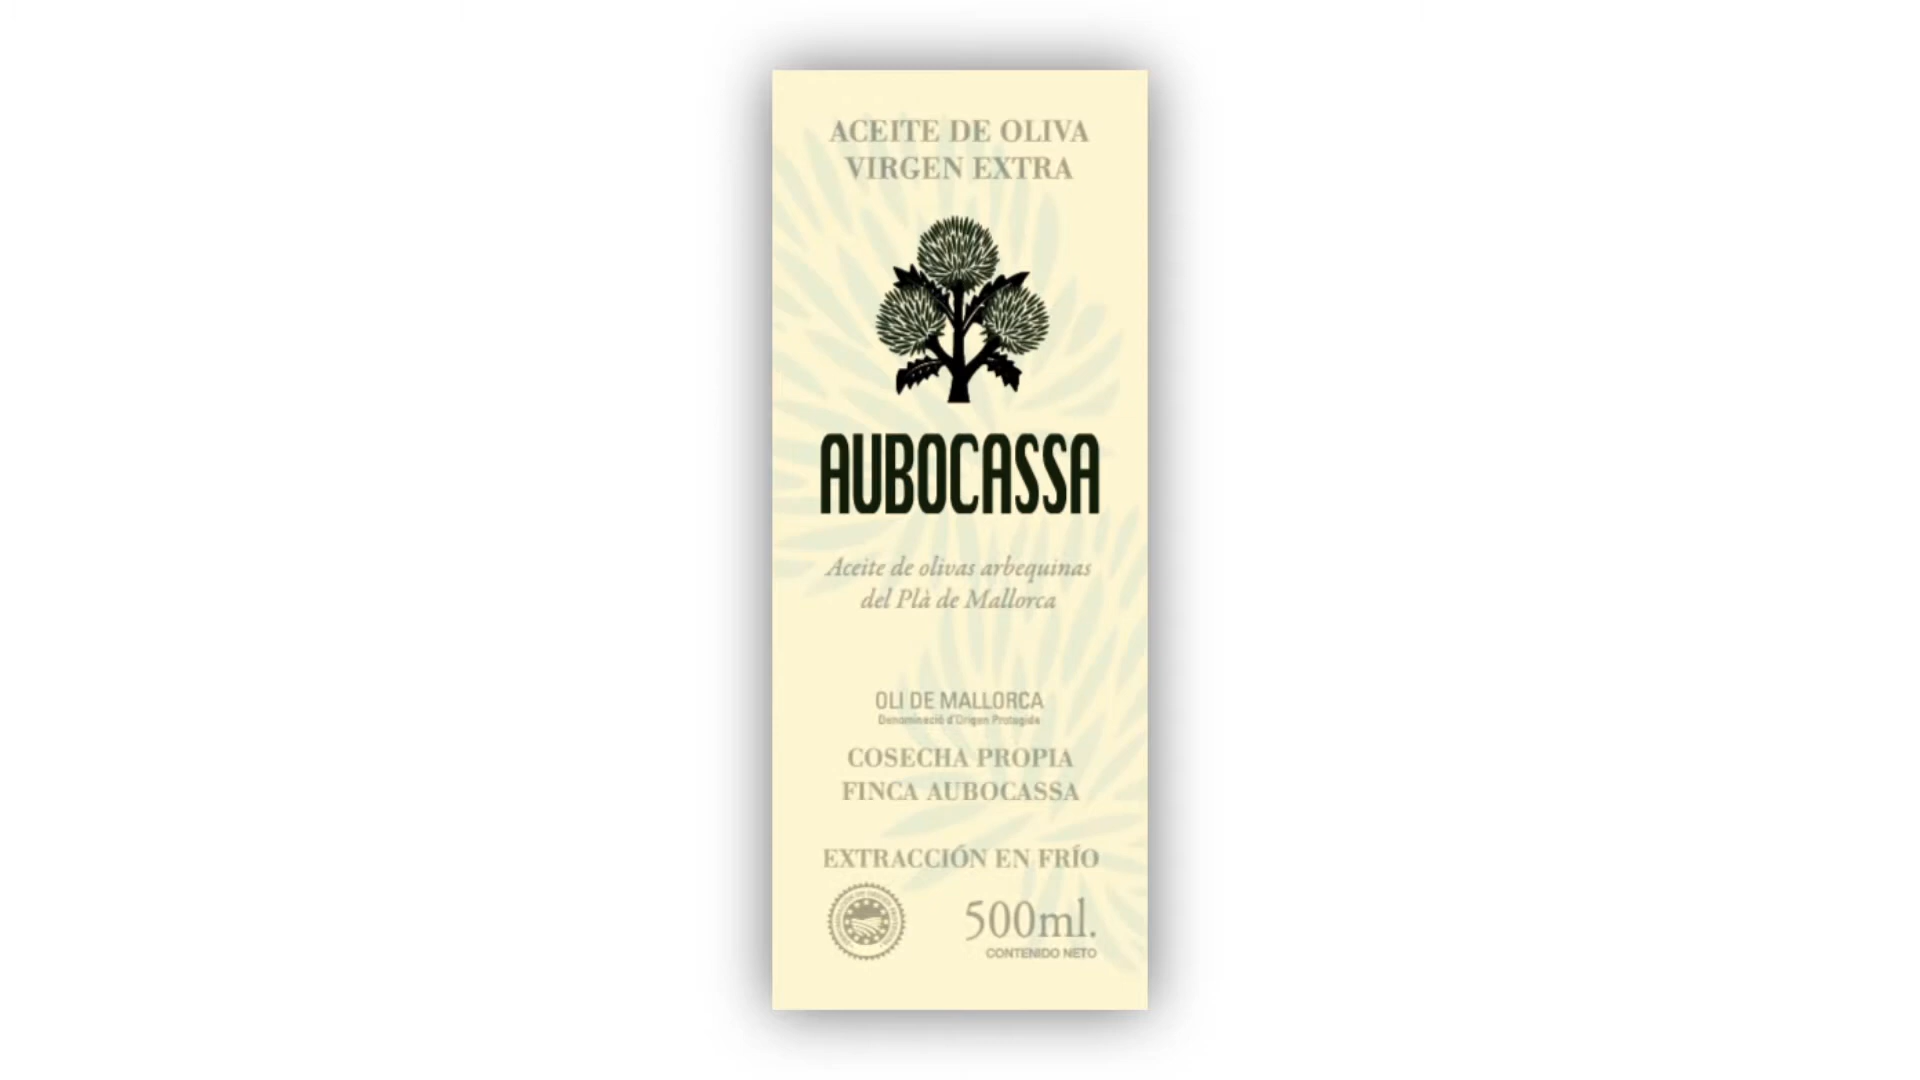 ACEITE DE OLIVA
VIRGEN EXTRA
AUBOCASSA
Aceite de olivas arbequinas
del Plà de Mallorca
OLI DE MALLORCA
Denominació d'Origen Protegida
COSECHA PROPIA
FINCA AUBOCASSA
EXTRACCIÓN EN FRÍO
500ml.
CONTENIDO NETO